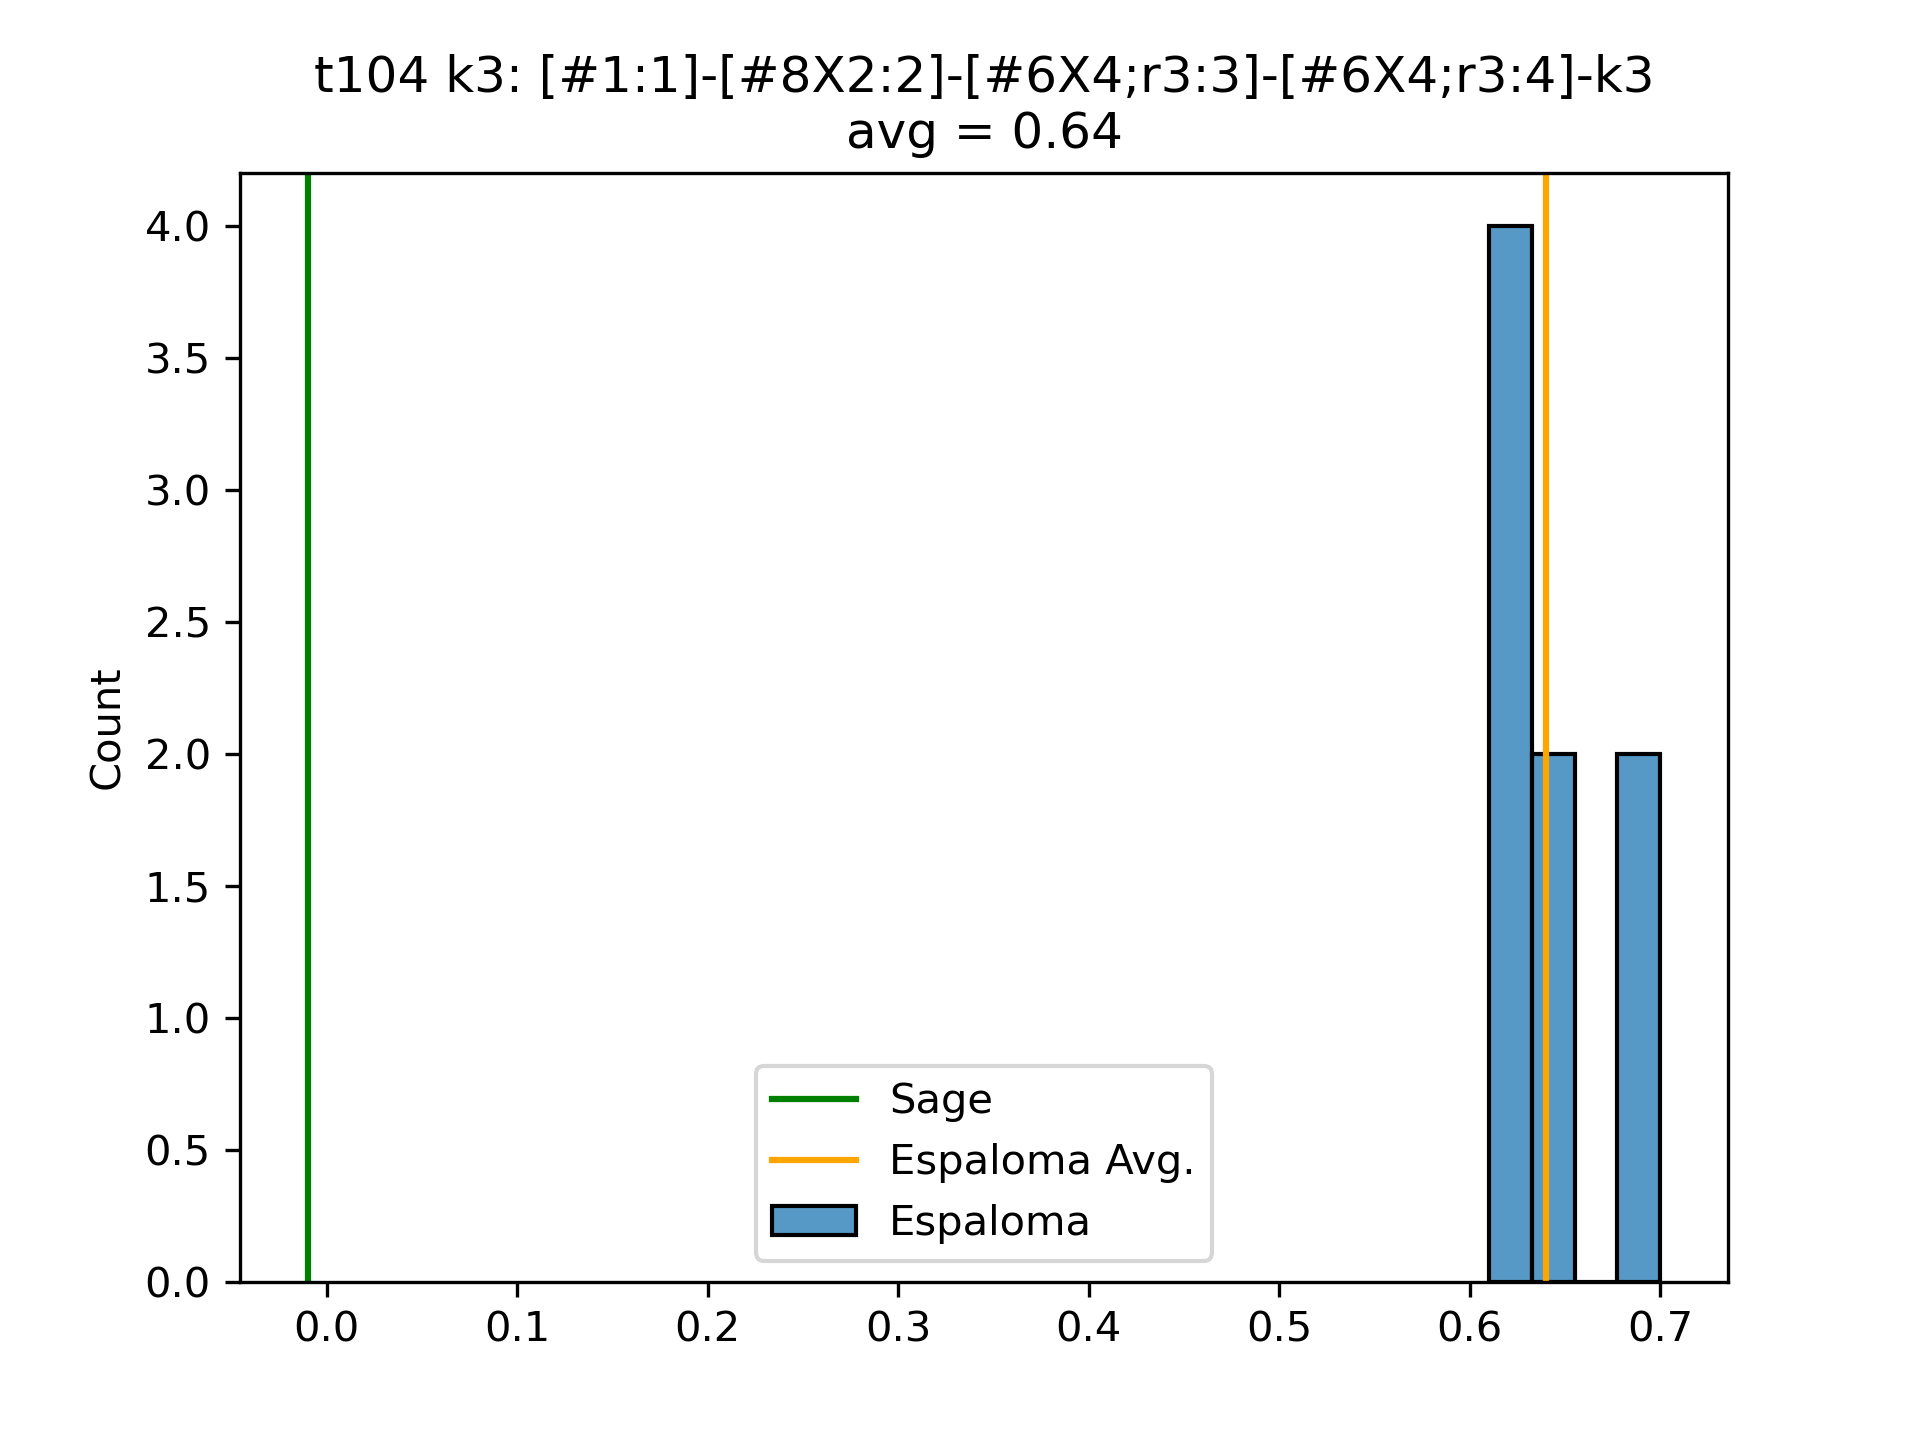 t104 k3: [#1:1]-[#8X2:2]-[#6X4;r3:3]-[#6X4;r3:4]-k3
avg = 0.64
4.0
3.5
3.0
2.5
2.0
1.5
1.0
0.5
0.0
Count
Sage
Espaloma Avg.
Espaloma
0.0 0.1 0.2 0.3 0.4 0.5 0.6 0.7